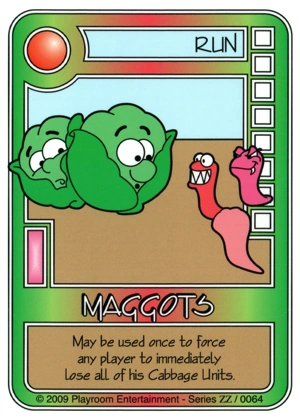 RUN
MAGGOTS
May be used once to force
any player to immediately
lose all of his Cabbage Units.
© 2009 Playroom Entertainment - Series ZZ / 0064